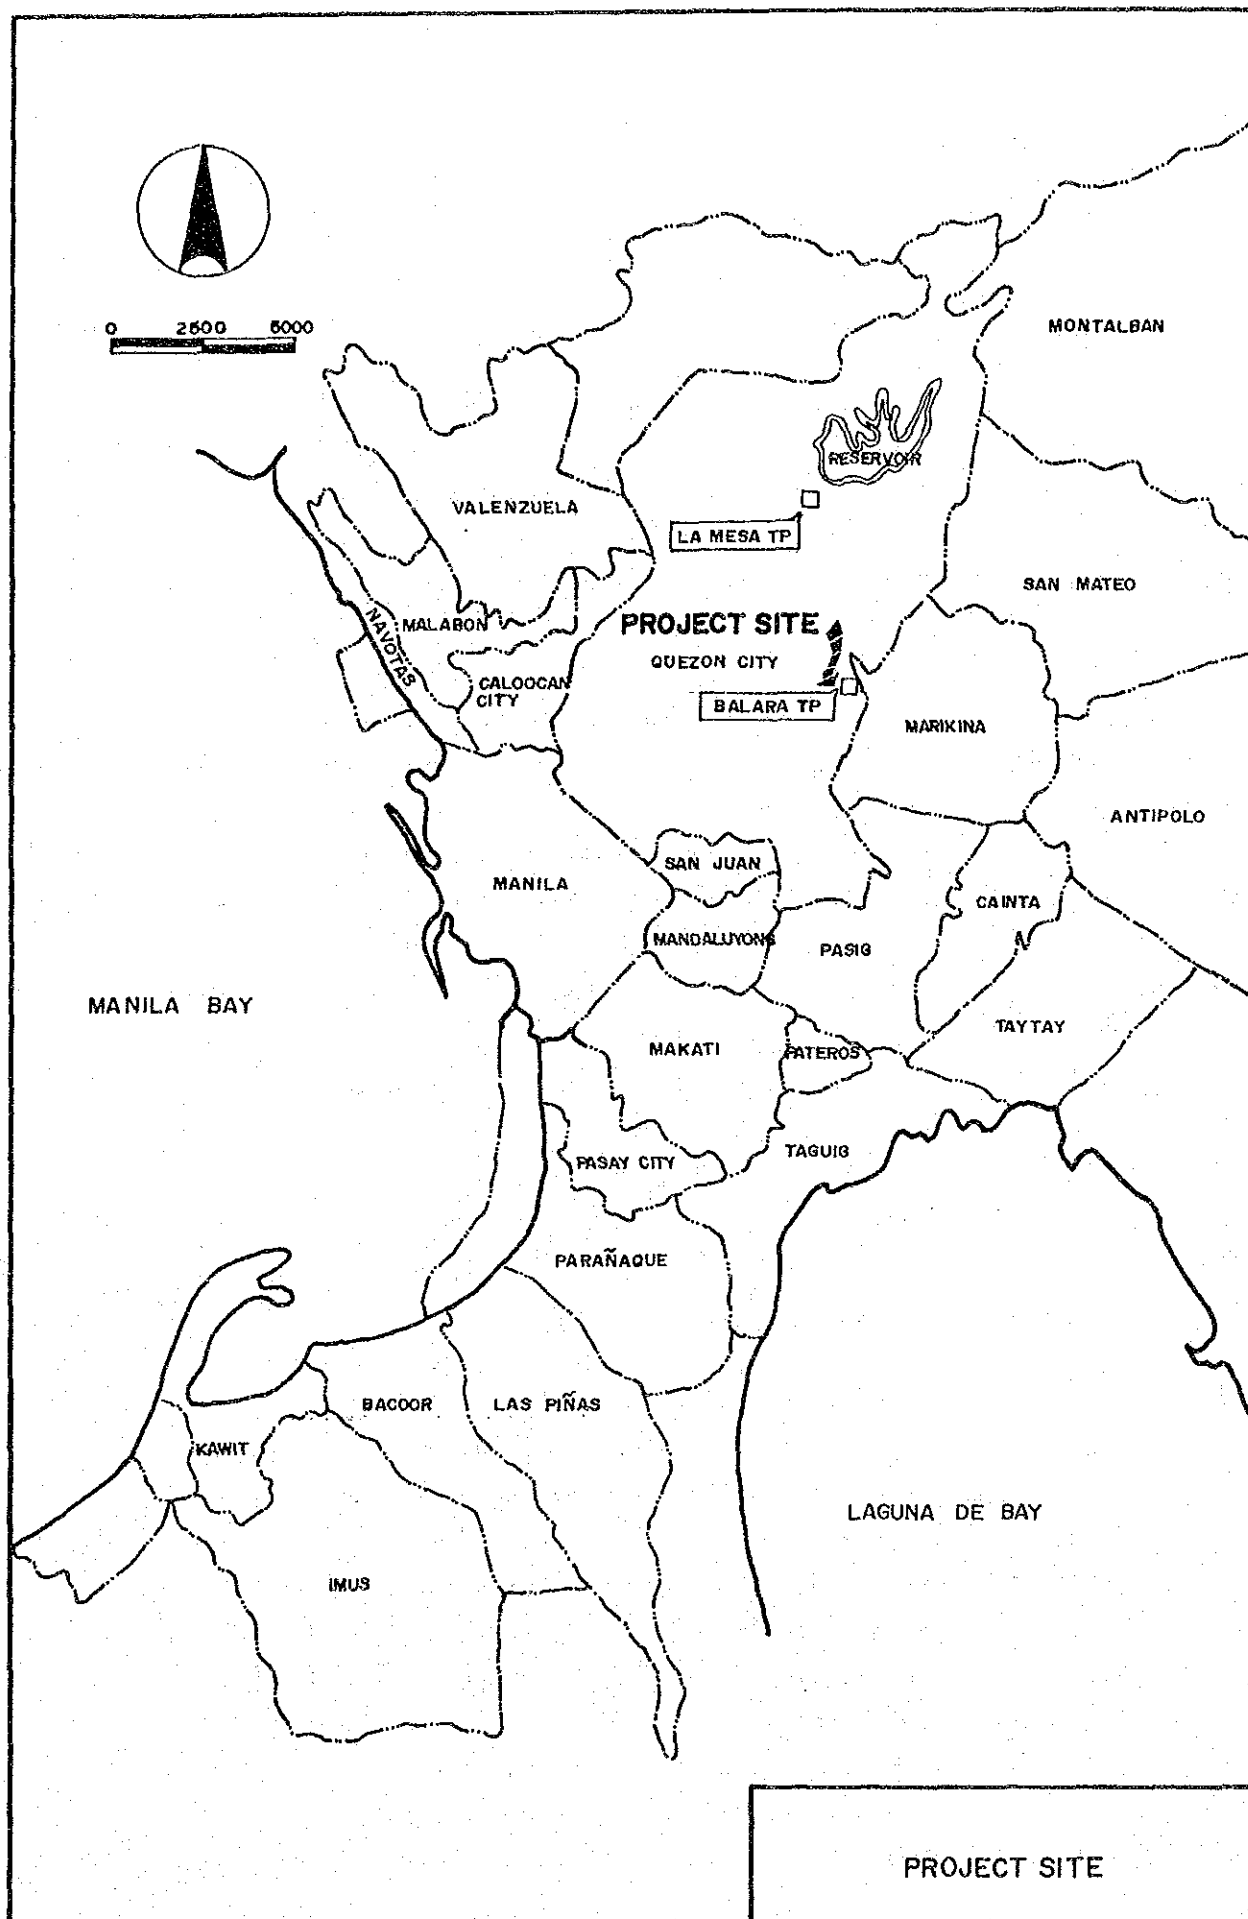 0 2500 5000
MONTALBAN
RESERVOIR
VALENZUELA
LA MESA TP
SAN MATEO
NAVOTAS
MALABON
PROJECT SITE
QUEZON CITY
CALOOCAN
CITY
BALARA TP
MARIKINA
ANTIPOLO
SAN JUAN
MANILA
CAINTA
MANDALUYONG
PASIG
MANILA BAY
TAYTAY
MAKATI
PATEROS
TAGUIG
PASAY CITY
PARAÑAQUE
BACOOR
LAS PIÑAS
KAWIT
LAGUNA DE BAY
IMUS
PROJECT SITE